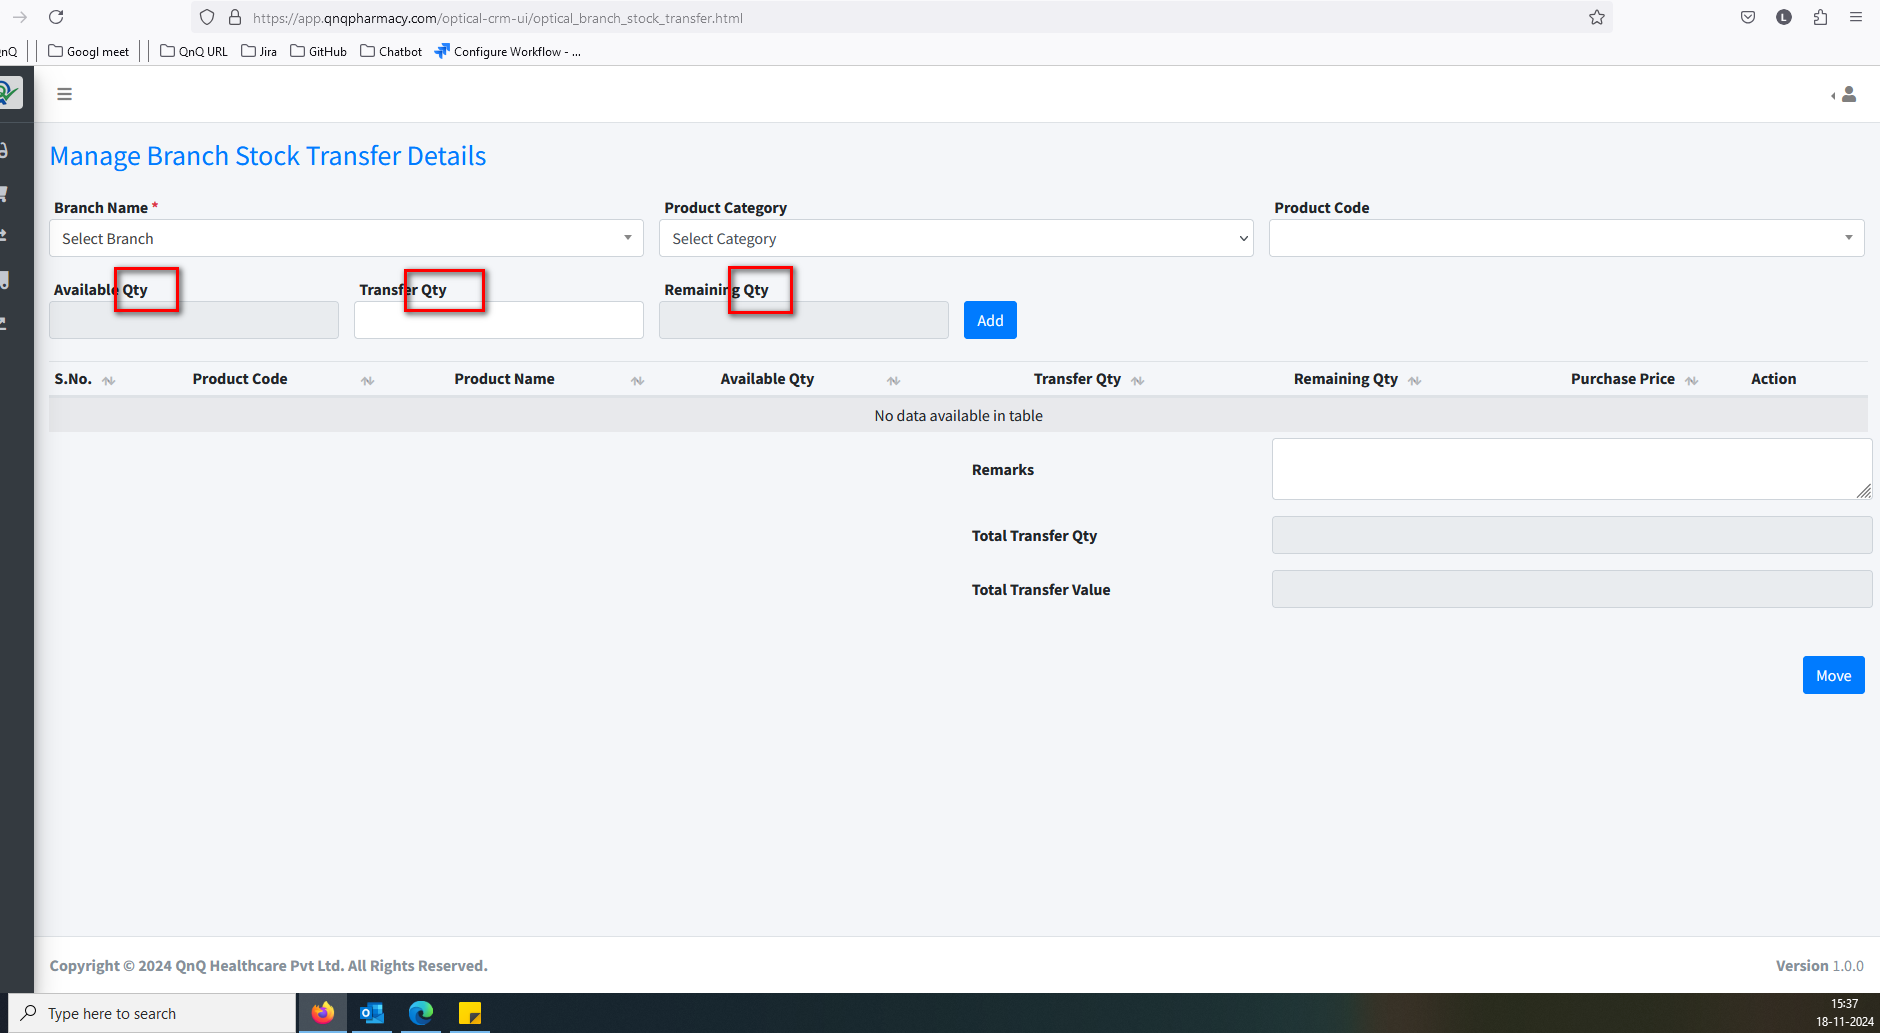 https://app.qnqpharmacy.com/optical-crm-ui/optical_branch_stock_transfer.html
L
Googl meet QnQ URL Jira GitHub Chatbot Configure Workflow - ...
Manage Branch Stock Transfer Details
Branch Name * Product Category Product Code
Select Branch Select Category
Available Qty Transfer Qty Remaining Qty
Add
S.No. Product Code Product Name Available Qty Transfer Qty Remaining Qty Purchase Price Action
No data available in table
Remarks
Total Transfer Qty
Total Transfer Value
Move
Copyright © 2024 QnQ Healthcare Pvt Ltd. All Rights Reserved. Version 1.0.0
Type here to search
15:37
18-11-2024